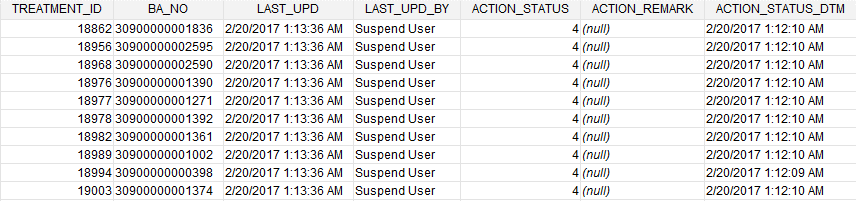 TREATMENT_ID BA_NO LAST_UPD LAST_UPD_BY ACTION_STATUS ACTION_REMARK ACTION_STATUS_DTM
18862 30900000001836 2/20/2017 1:13:36 AM Suspend User 4 (null) 2/20/2017 1:12:10 AM
18956 30900000002595 2/20/2017 1:13:36 AM Suspend User 4 (null) 2/20/2017 1:12:10 AM
18968 30900000002590 2/20/2017 1:13:36 AM Suspend User 4 (null) 2/20/2017 1:12:10 AM
18976 30900000001390 2/20/2017 1:13:36 AM Suspend User 4 (null) 2/20/2017 1:12:10 AM
18977 30900000001271 2/20/2017 1:13:36 AM Suspend User 4 (null) 2/20/2017 1:12:10 AM
18978 30900000001392 2/20/2017 1:13:36 AM Suspend User 4 (null) 2/20/2017 1:12:10 AM
18982 30900000001361 2/20/2017 1:13:36 AM Suspend User 4 (null) 2/20/2017 1:12:10 AM
18989 30900000001002 2/20/2017 1:13:36 AM Suspend User 4 (null) 2/20/2017 1:12:10 AM
18994 30900000000398 2/20/2017 1:13:36 AM Suspend User 4 (null) 2/20/2017 1:12:09 AM
19003 30900000001374 2/20/2017 1:13:36 AM Suspend User 4 (null) 2/20/2017 1:12:10 AM